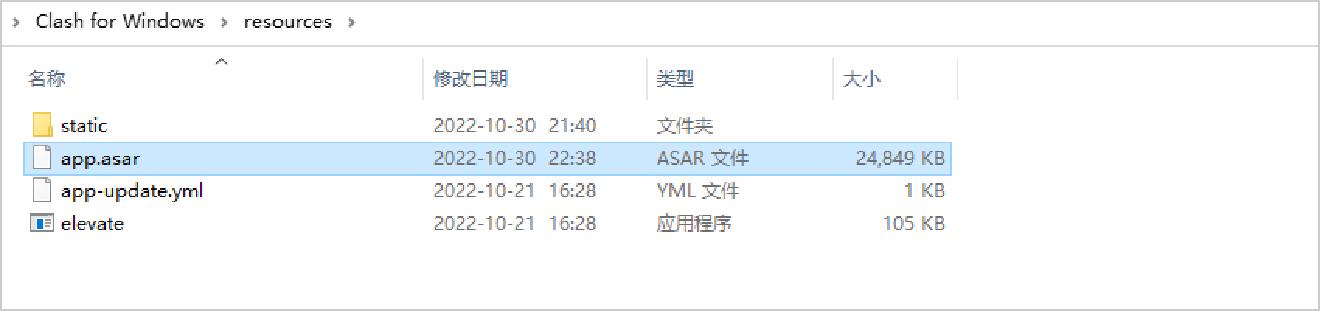 › Clash for Windows › resources ›
名称 修改日期 类型 大小
static 2022-10-30 21:40 文件夹
app.asar 2022-10-30 22:38 ASAR 文件 24,849 KB
app-update.yml 2022-10-21 16:28 YML 文件 1 KB
elevate 2022-10-21 16:28 应用程序 105 KB